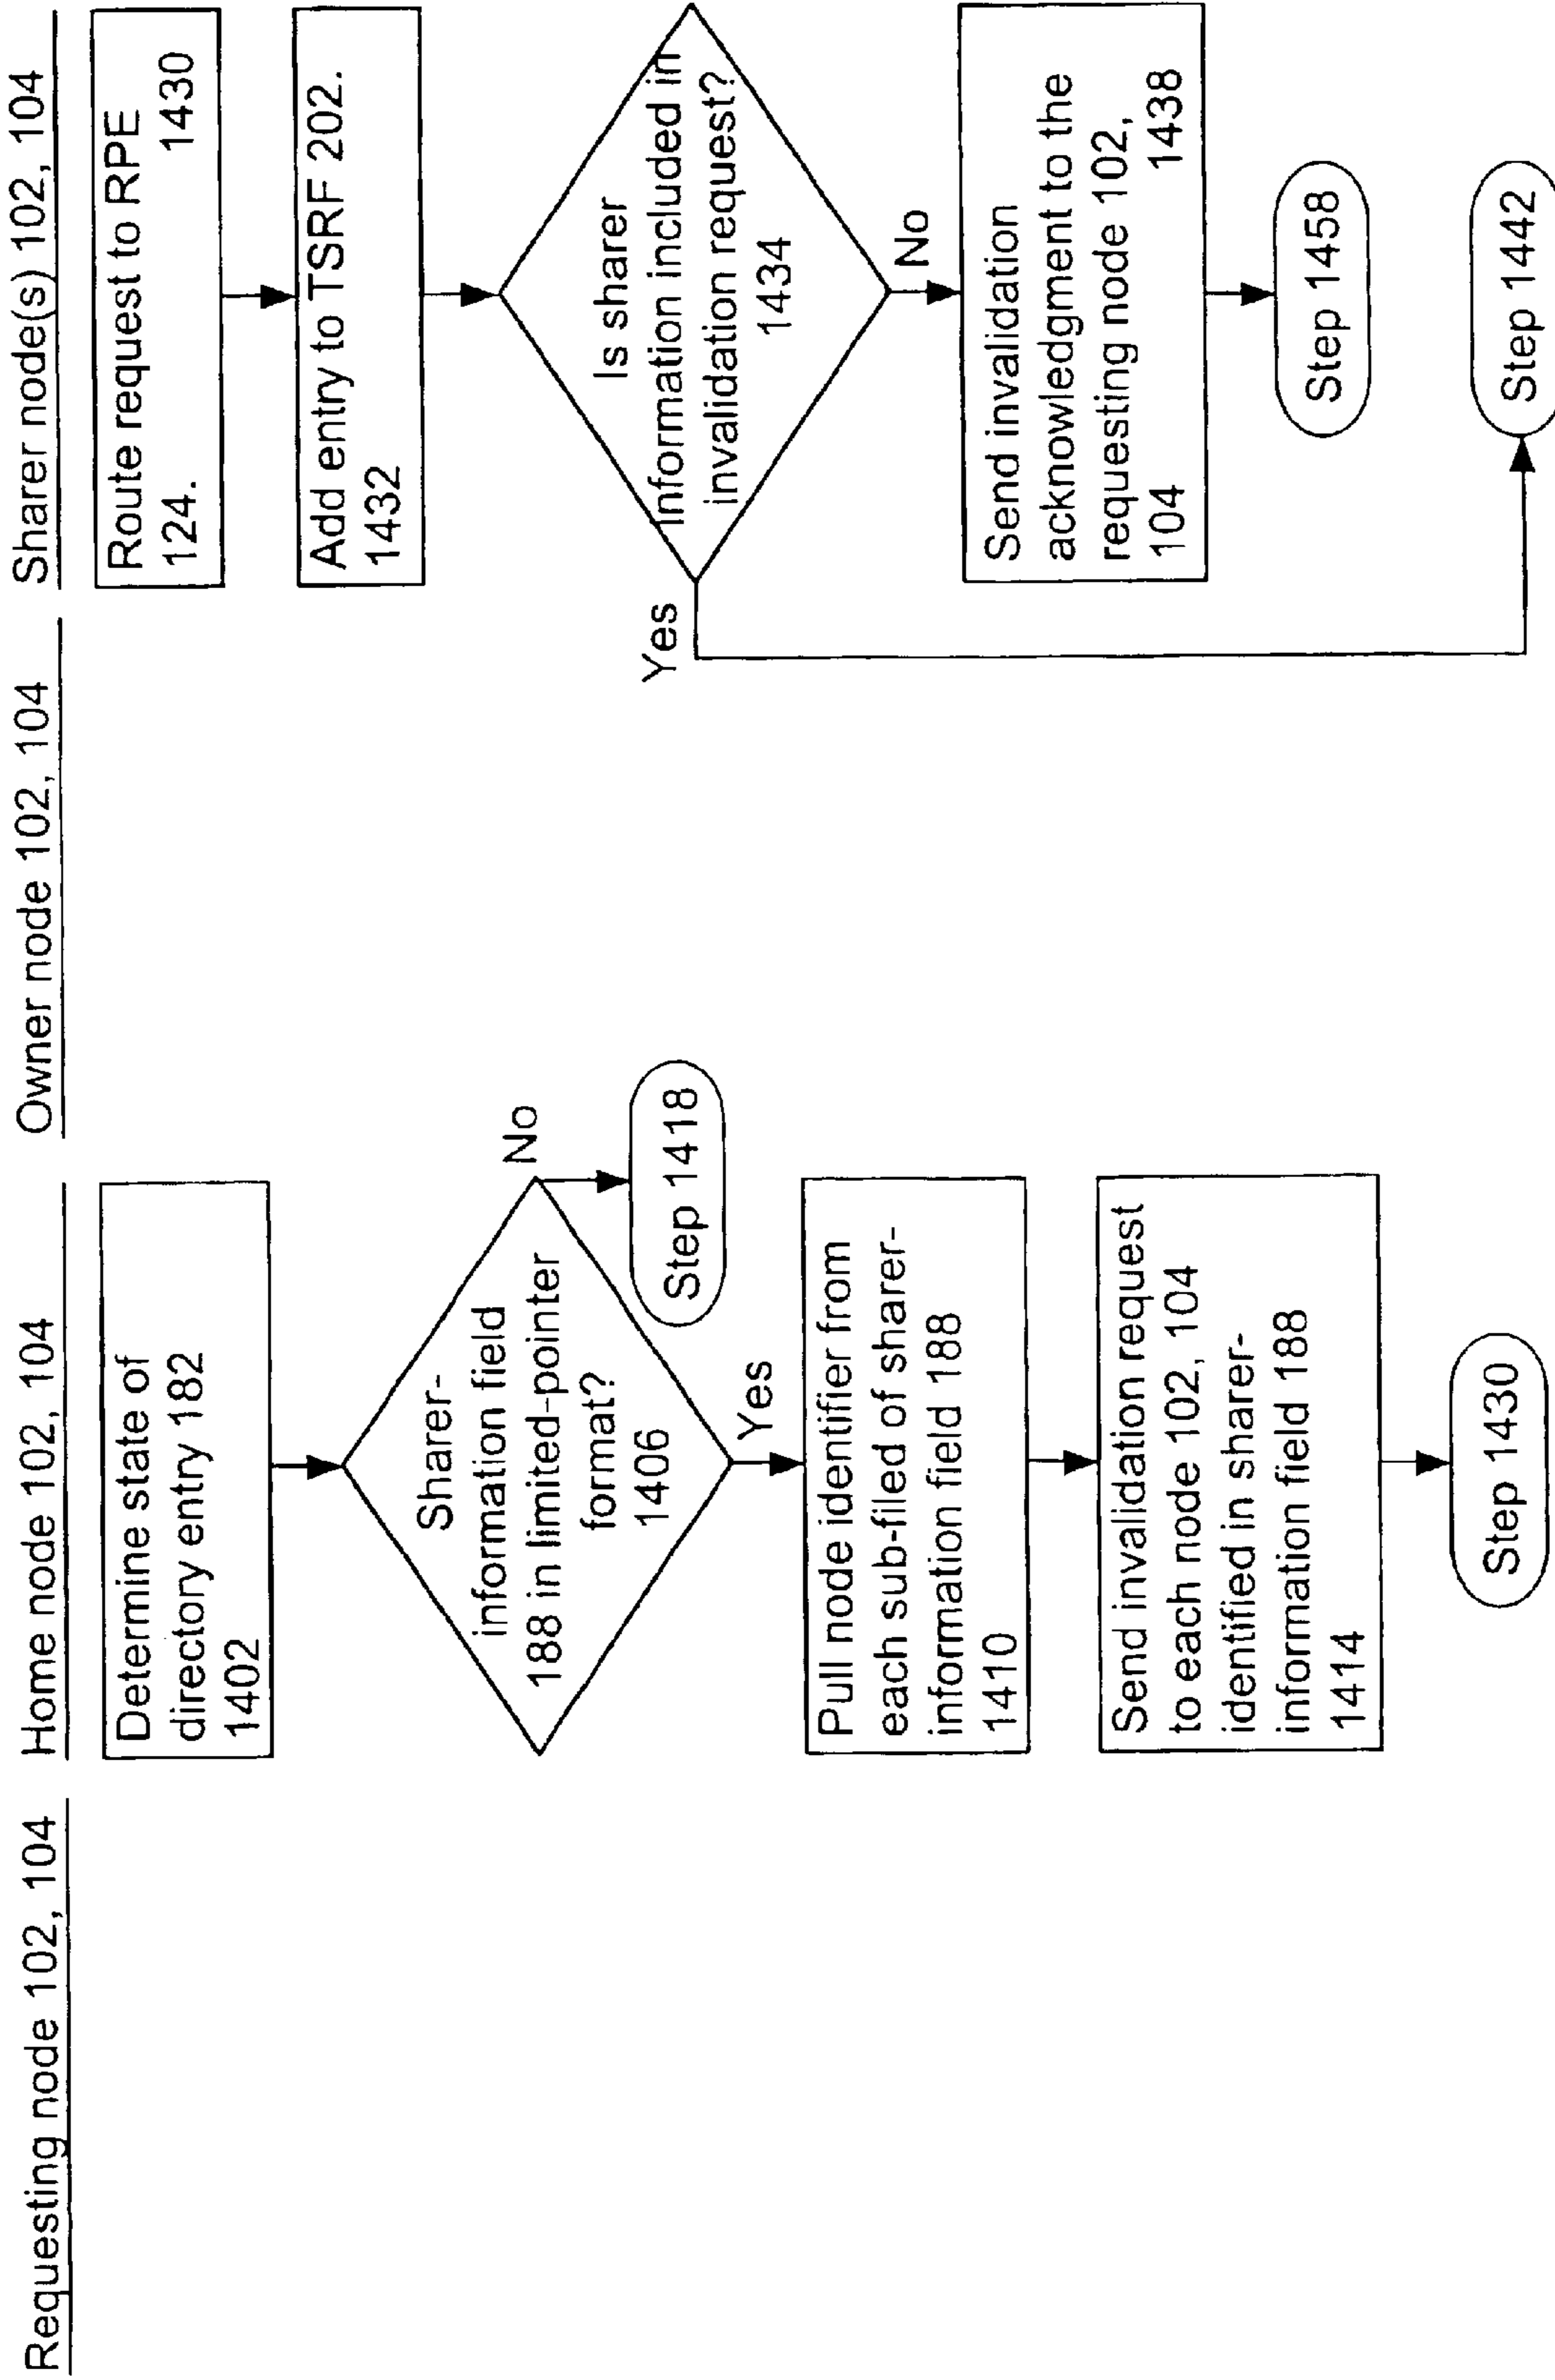 Requesting node 102, 104
Home node 102, 104
Owner node 102, 104
Sharer node(s) 102, 104
Determine state of
directory entry 182
1402
Sharer-
information field
188 in limited-pointer
format?
1406
No
Step 1418
Yes
Pull node identifier from
each sub-filed of sharer-
information field 188
1410
Send invalidation request
to each node 102, 104
identified in sharer-
information field 188
1414
Step 1430
Route request to RPE
124. 1430
Add entry to TSRF 202.
1432
Is sharer
information included in
invalidation request?
1434
Yes
No
Send invalidation
acknowledgment to the
requesting node 102,
104 1438
Step 1458
Step 1442